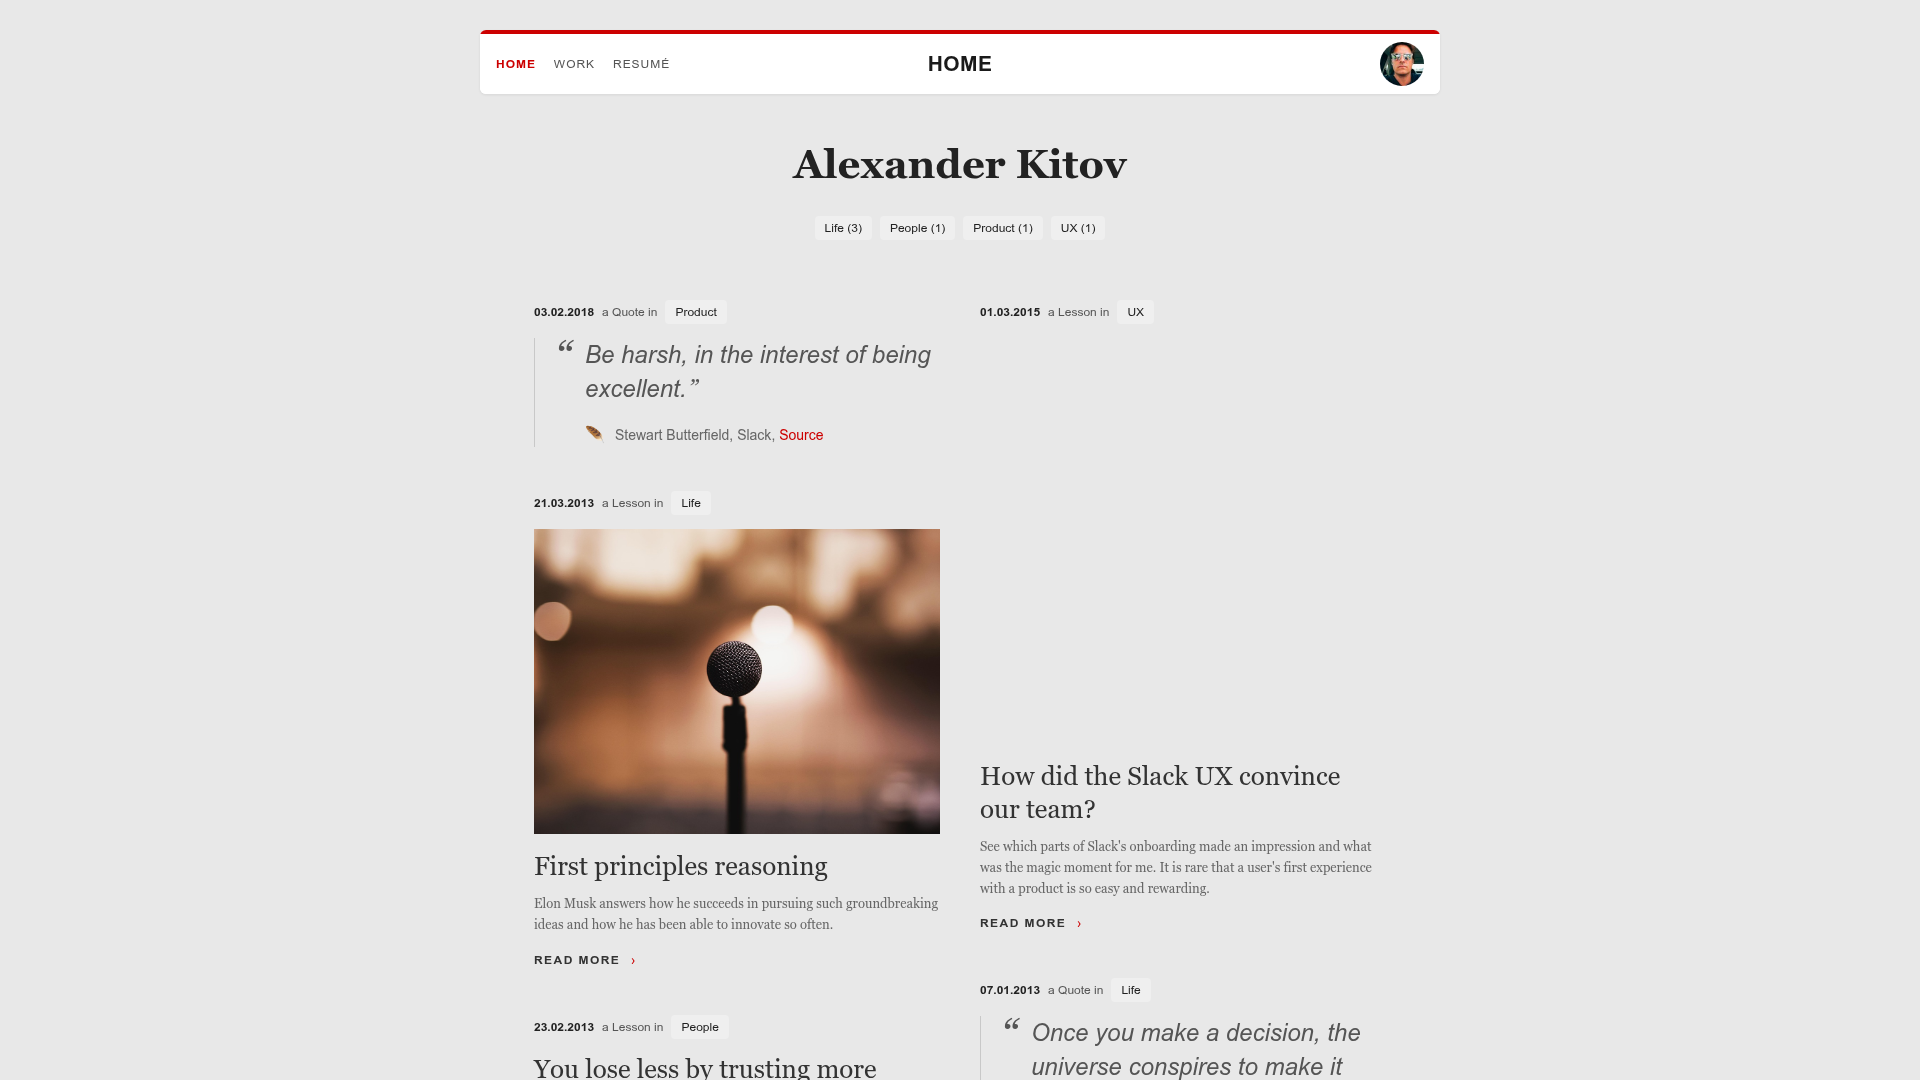 HOME
WORK
RESUMÉ
HOME
Alexander Kitov
Life (3)
People (1)
Product (1)
UX (1)
03.02.2018 a Quote in Product
“ Be harsh, in the interest of being
excellent.”
Stewart Butterfield, Slack, Source
21.03.2013 a Lesson in Life
First principles reasoning
Elon Musk answers how he succeeds in pursuing such groundbreaking
ideas and how he has been able to innovate so often.
READ MORE ›
23.02.2013 a Lesson in People
You lose less by trusting more
01.03.2015 a Lesson in UX
How did the Slack UX convince
our team?
See which parts of Slack's onboarding made an impression and what
was the magic moment for me. It is rare that a user's first experience
with a product is so easy and rewarding.
READ MORE ›
07.01.2013 a Quote in Life
“ Once you make a decision, the
universe conspires to make it